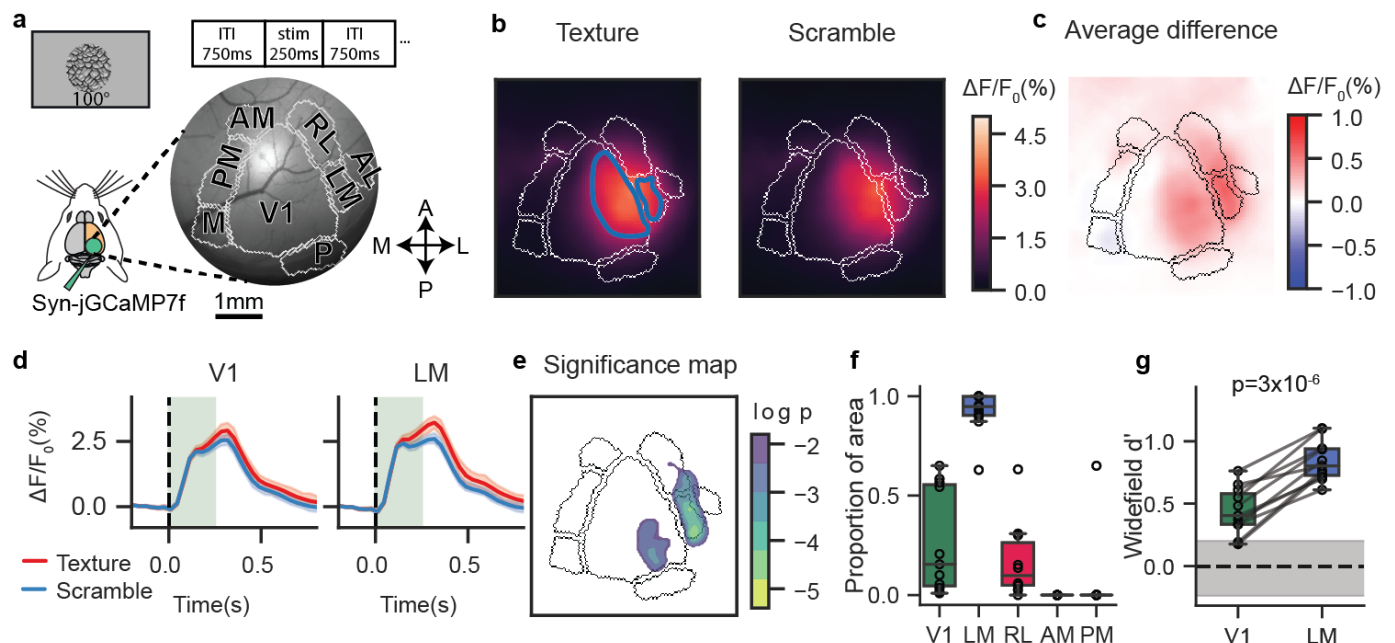 a
ITI
750ms
stim
250ms
ITI
750ms
...
100°
AM
RL
AL
PM
LM
V1
M
P
A
M
L
P
Syn-jGCaMP7f
1mm
b
Texture
Scramble
ΔF/F₀(%)
4.5
3.0
1.5
0.0
c
Average difference
ΔF/F₀(%)
1.0
0.5
0.0
−0.5
−1.0
d
V1
LM
ΔF/F₀(%)
2.5
0.0
0.0
0.5
0.0
0.5
Texture
Scramble
Time(s)
Time(s)
e
Significance map
log p
−2
−3
−4
−5
f
Proportion of area
1.0
0.5
0.0
V1 LM RL AM PM
g
p=3x10⁻⁶
Widefield d'
1.0
0.5
0.0
V1
LM